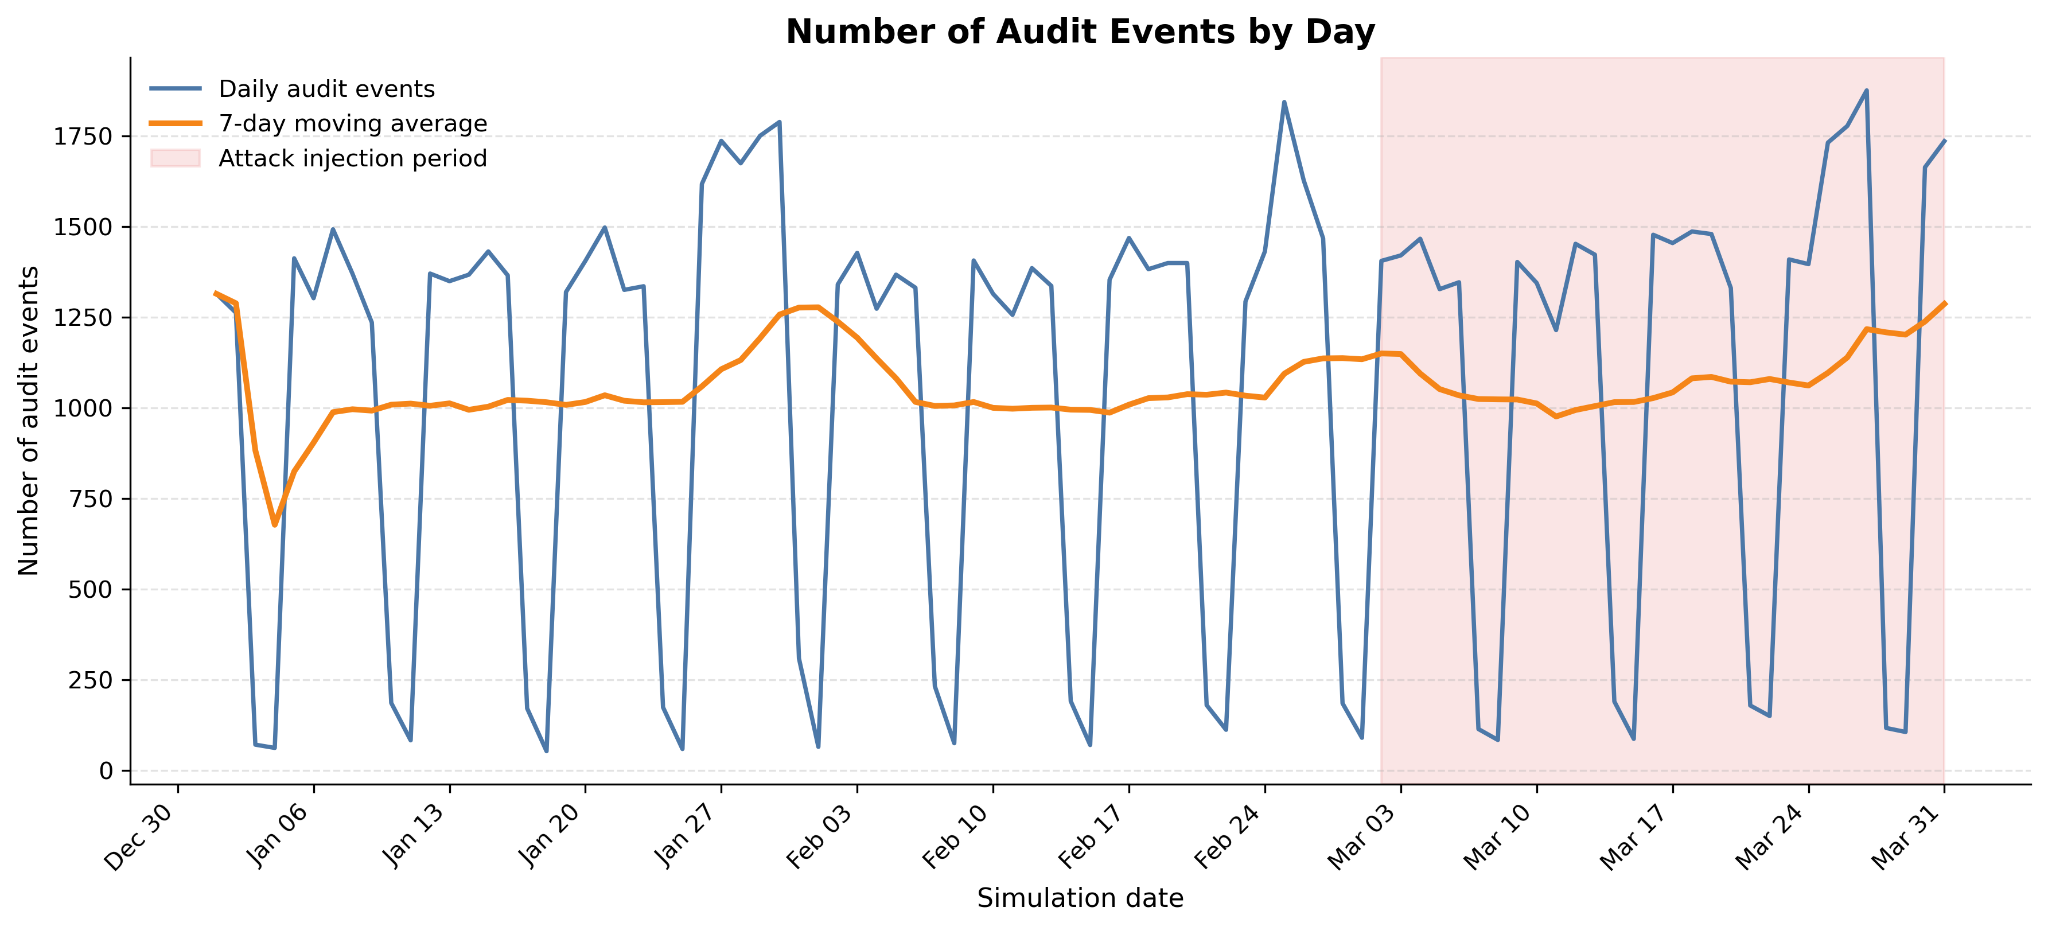 Number of Audit Events by Day
Daily audit events
7-day moving average
Attack injection period
Number of audit events
1750
1500
1250
1000
750
500
250
0
Dec 30
Jan 06
Jan 13
Jan 20
Jan 27
Feb 03
Feb 10
Feb 17
Feb 24
Mar 03
Mar 10
Mar 17
Mar 24
Mar 31
Simulation date